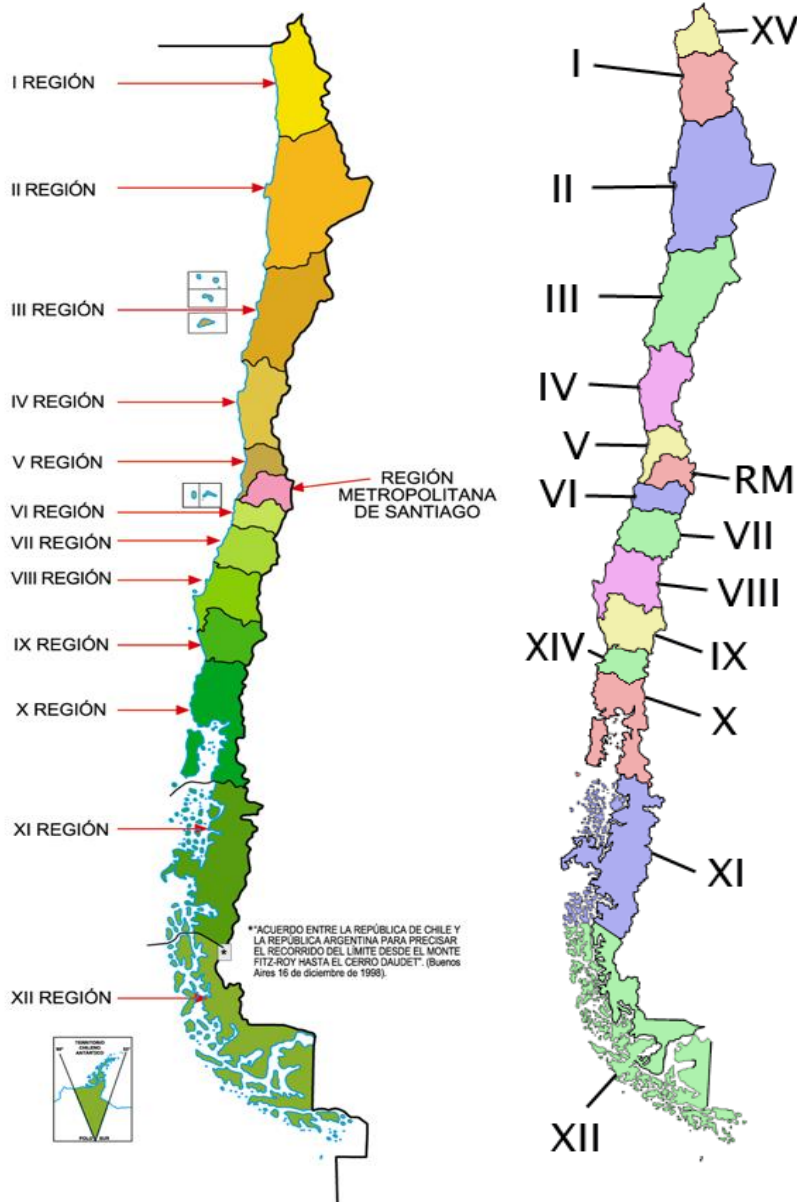 I REGIÓN
II REGIÓN
III REGIÓN
IV REGIÓN
V REGIÓN
REGIÓN
METROPOLITANA
DE SANTIAGO
VI REGIÓN
VII REGIÓN
VIII REGIÓN
IX REGIÓN
X REGIÓN
XI REGIÓN
*"ACUERDO ENTRE LA REPÚBLICA DE CHILE Y
LA REPÚBLICA ARGENTINA PARA PRECISAR
EL RECORRIDO DEL LÍMITE DESDE EL MONTE
FITZ-ROY HASTA EL CERRO DAUDET". (Buenos
Aires 16 de diciembre de 1998).
XII REGIÓN
TERRITORIO
CHILENO
ANTÁRTICO
90° 53°
POLO SUR
XV
I
II
III
IV
V
RM
VI
VII
VIII
XIV
IX
X
XI
XII